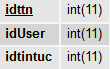 idttn int(11)
idUser int(11)
idtintuc int(11)